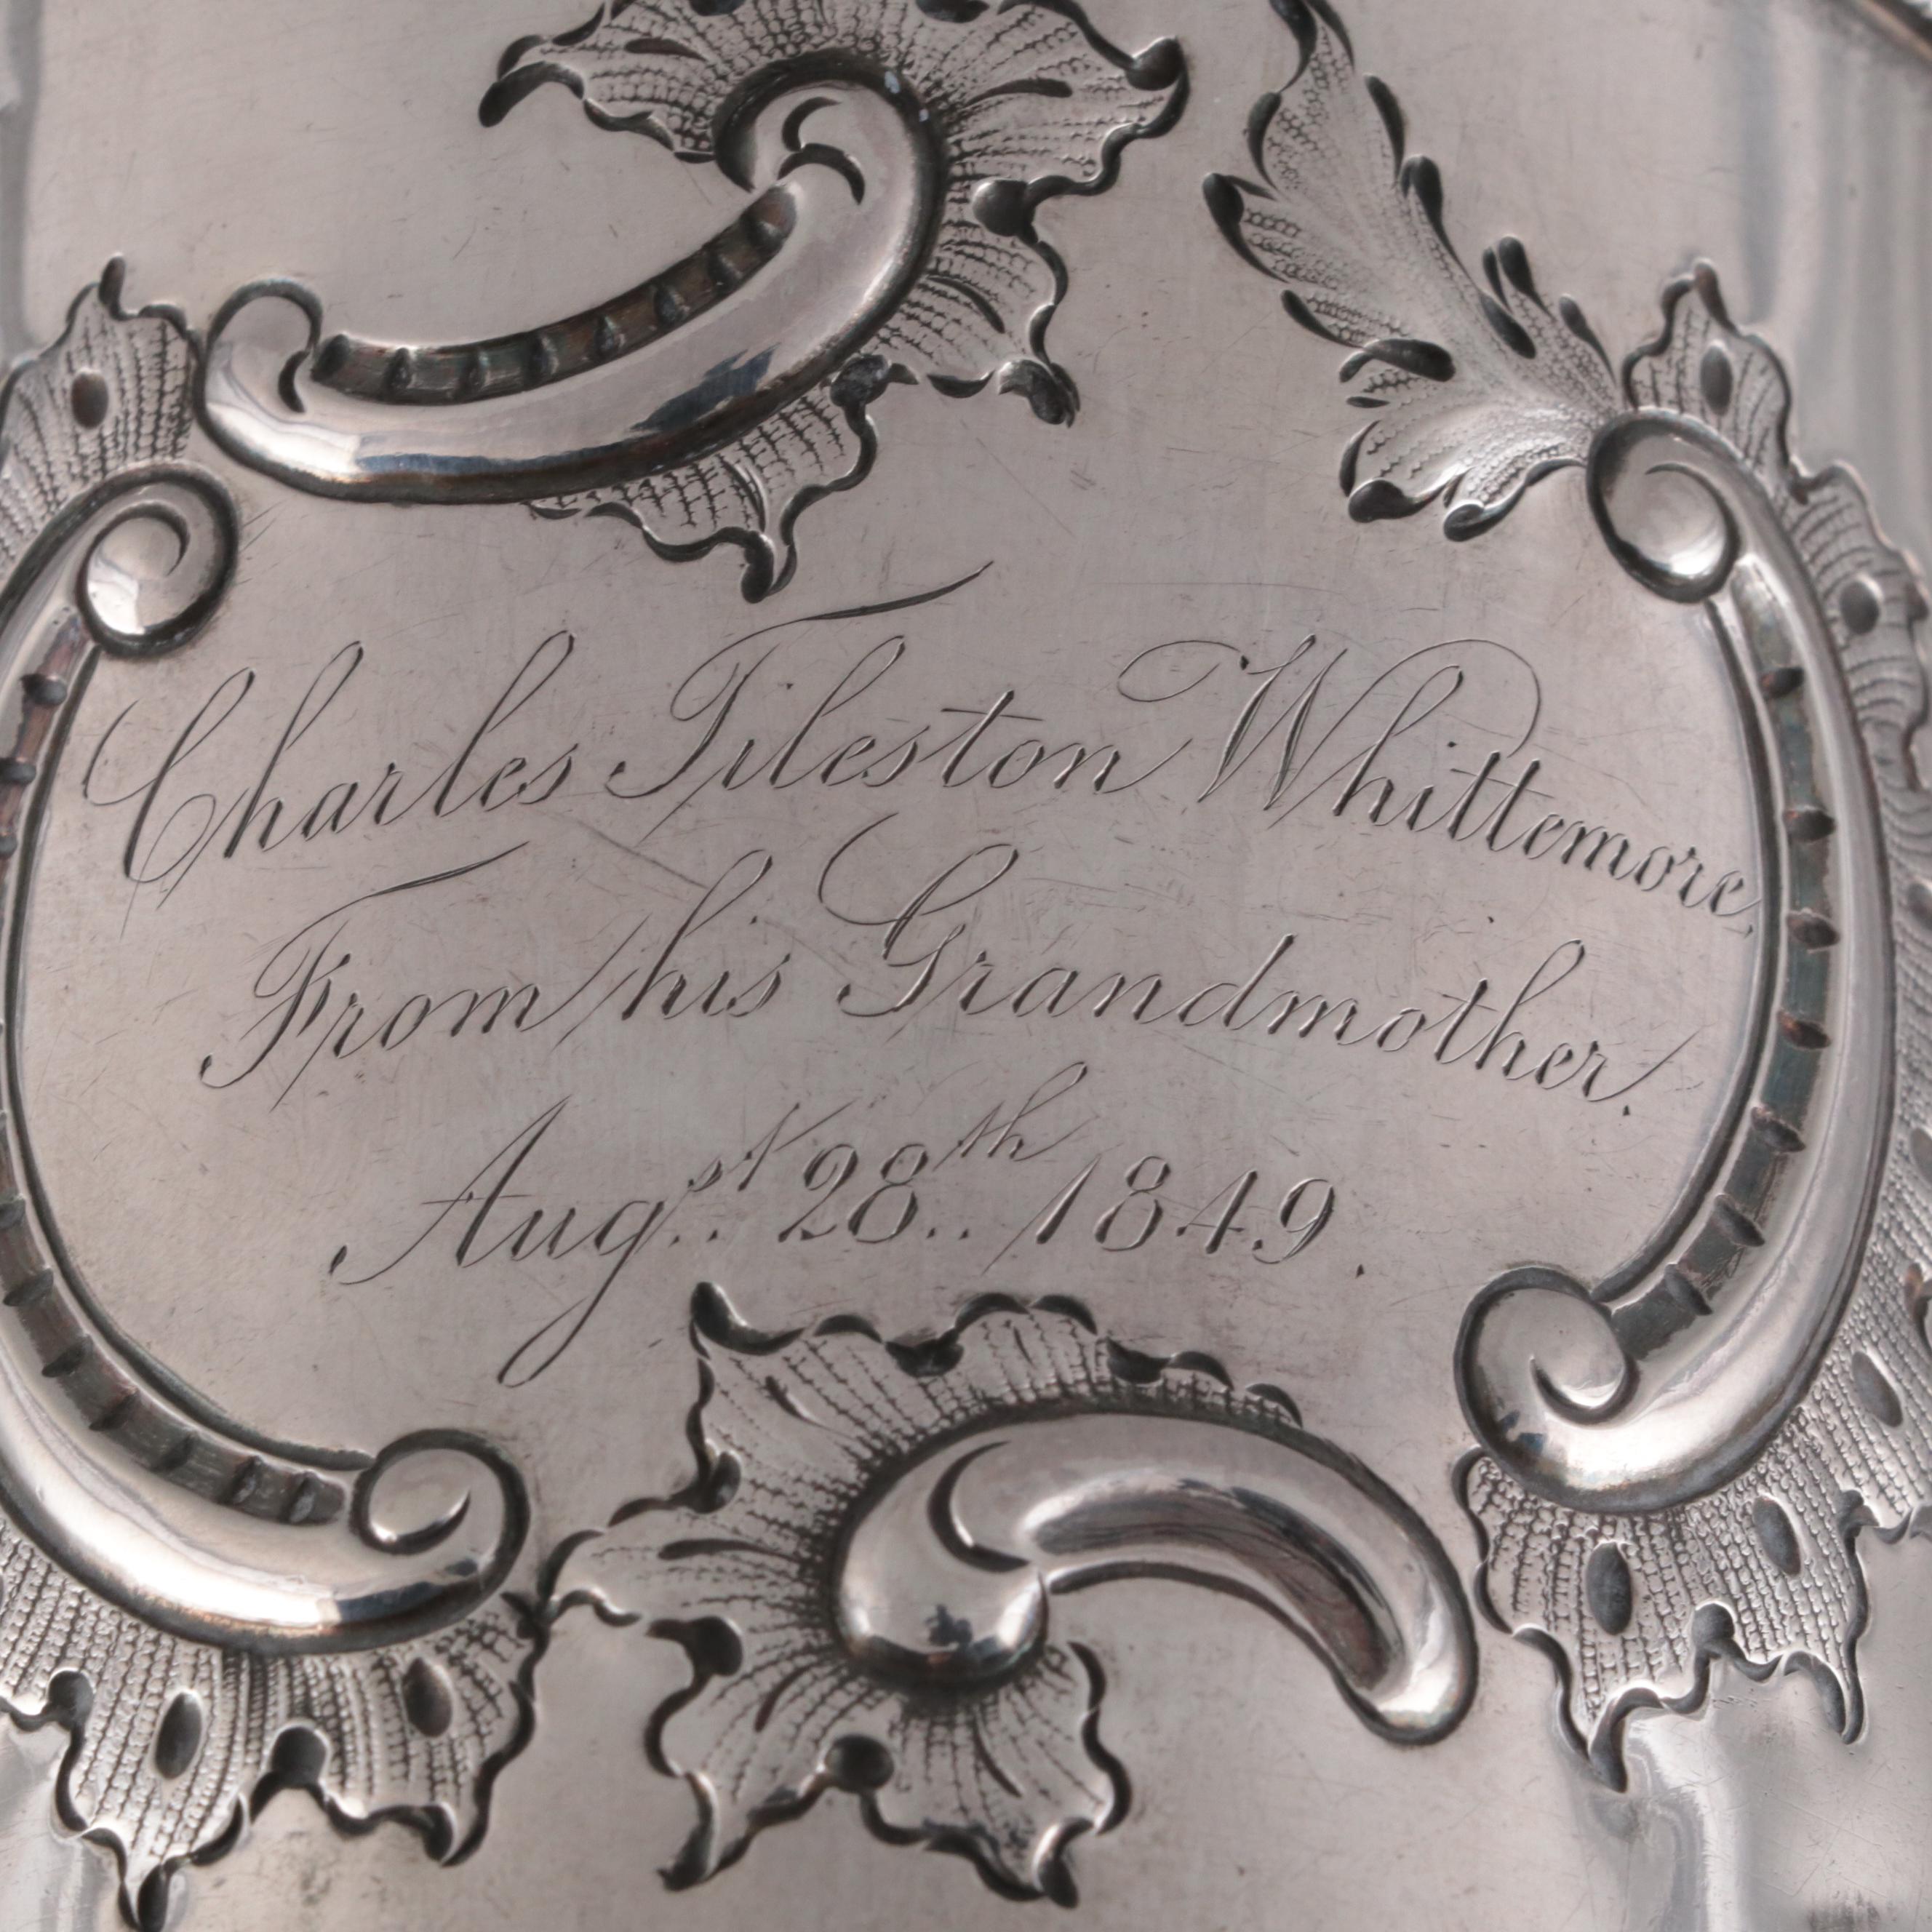 Charles Tileston Whittemore,
From his Grandmother.
Augst. 28th. 1849.